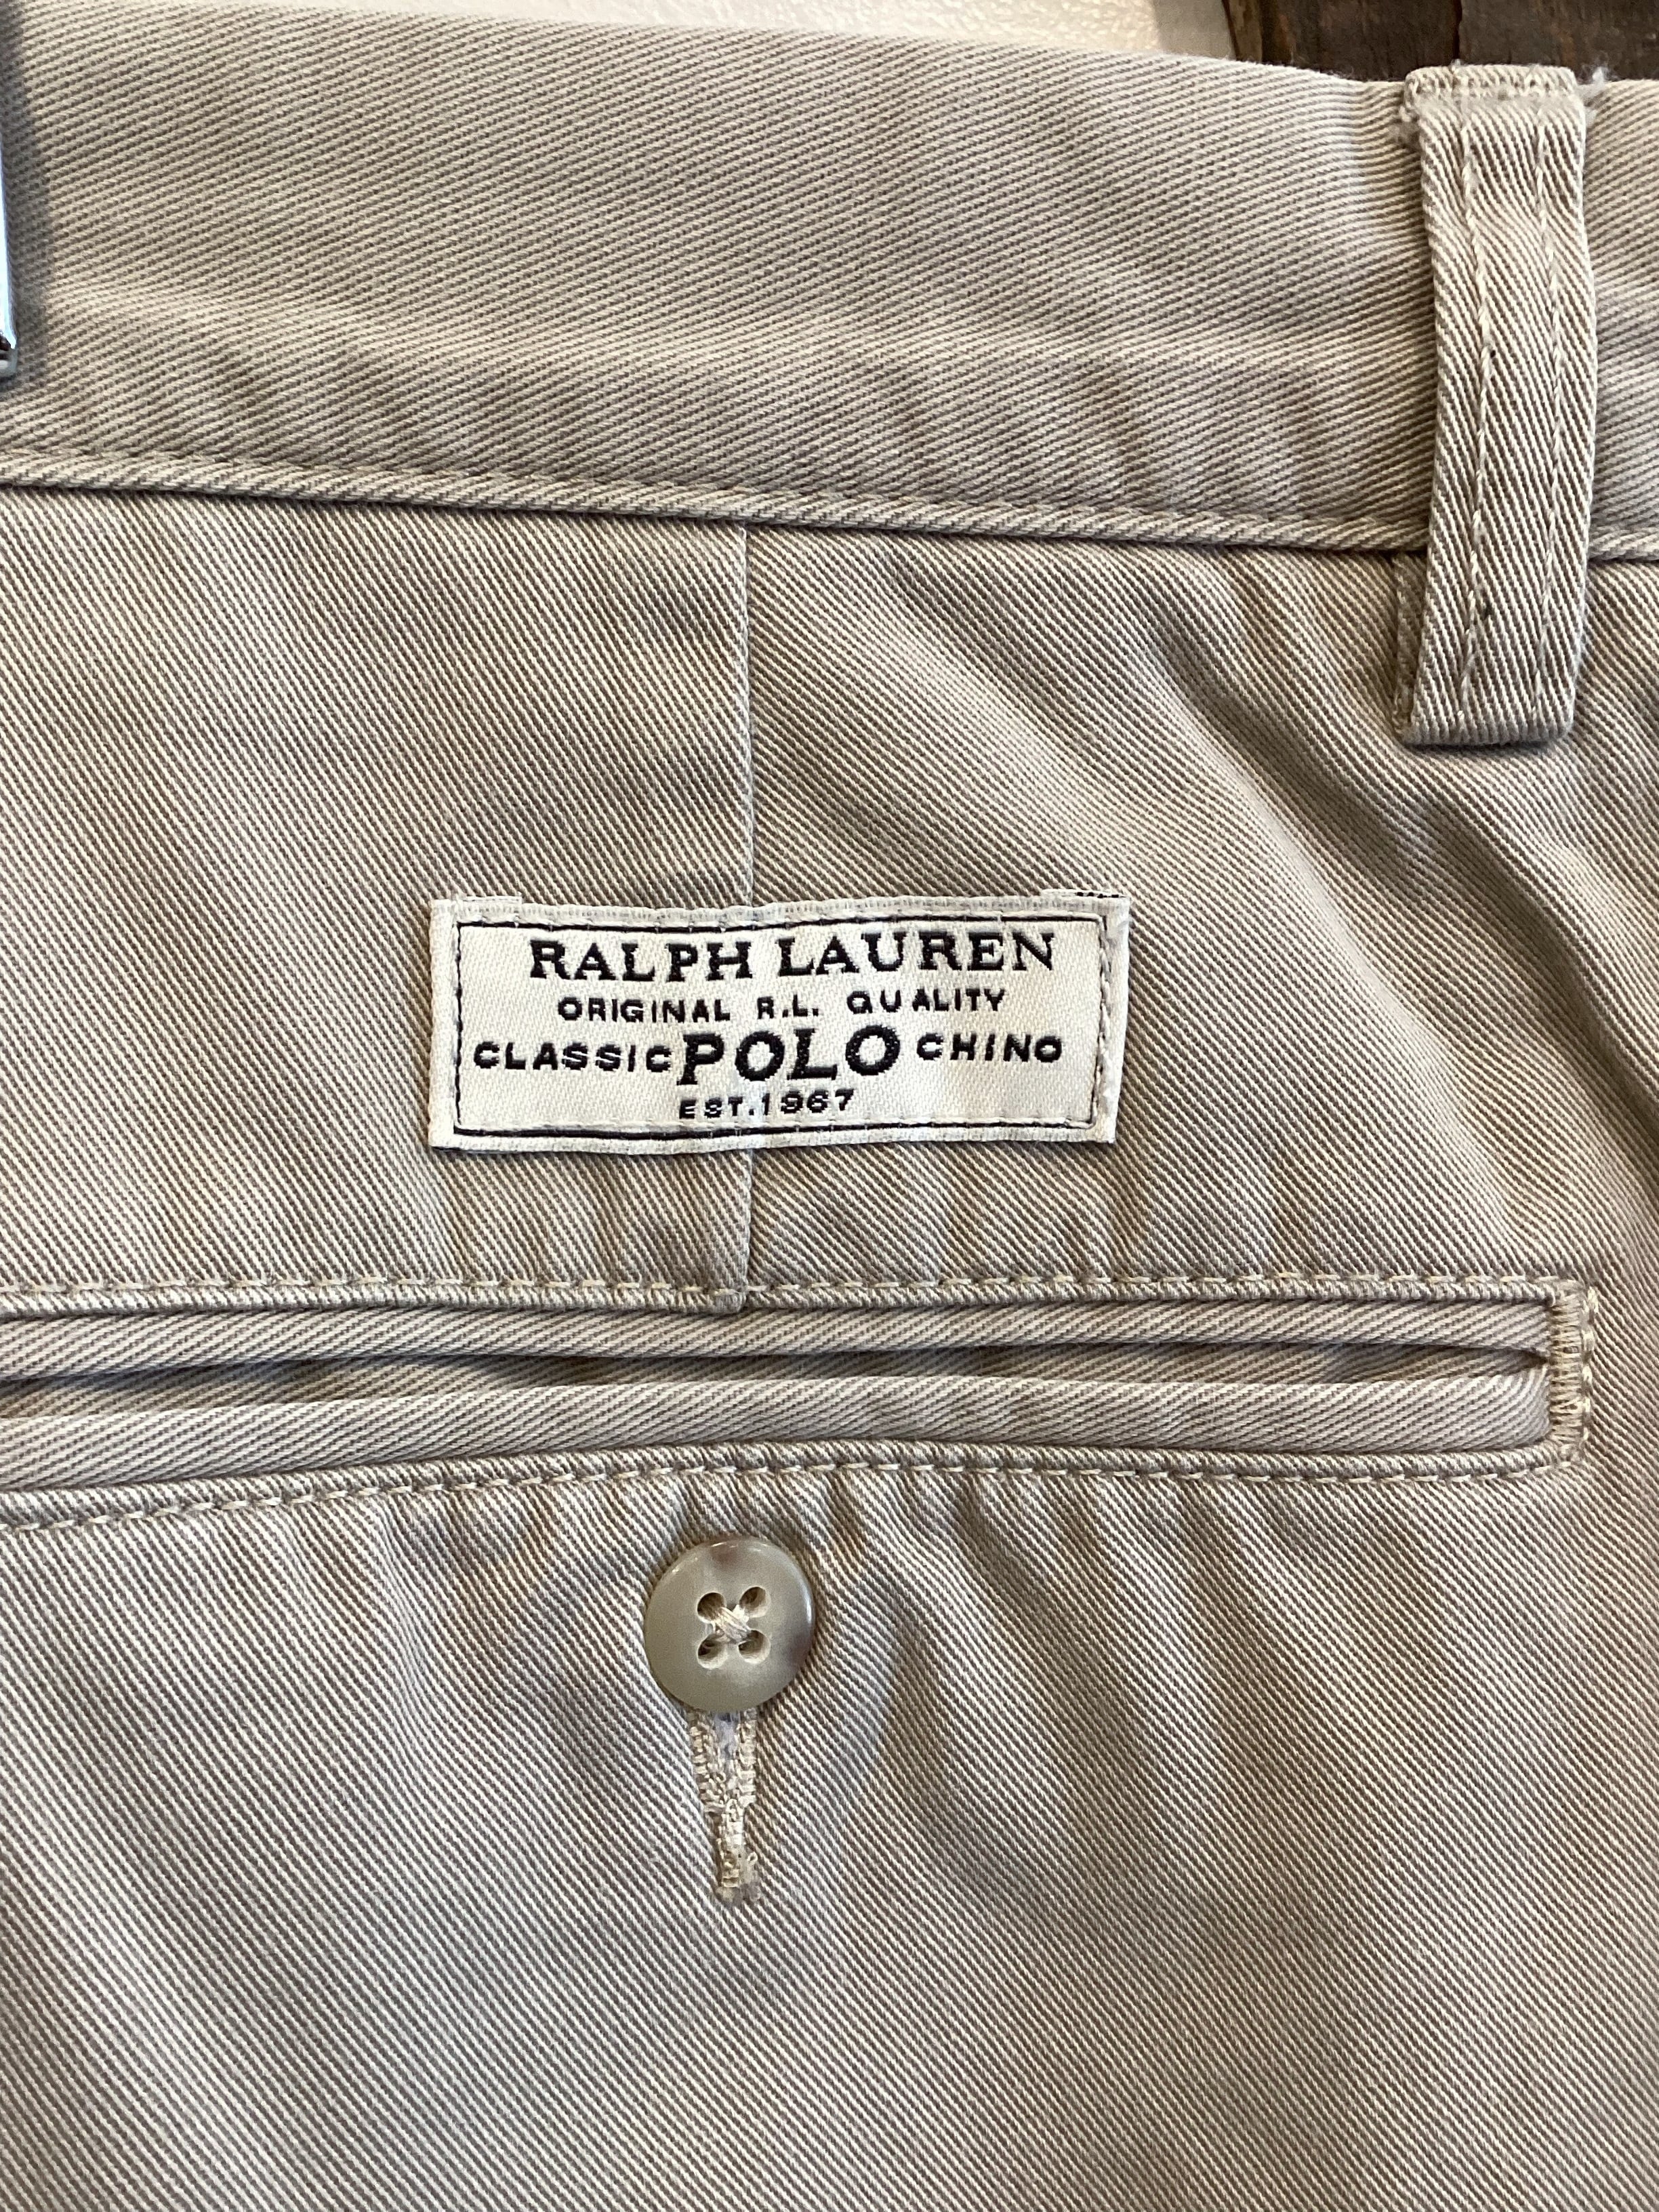 RALPH LAUREN
ORIGINAL R.L. QUALITY
CLASSIC POLO CHINO
EST.1967